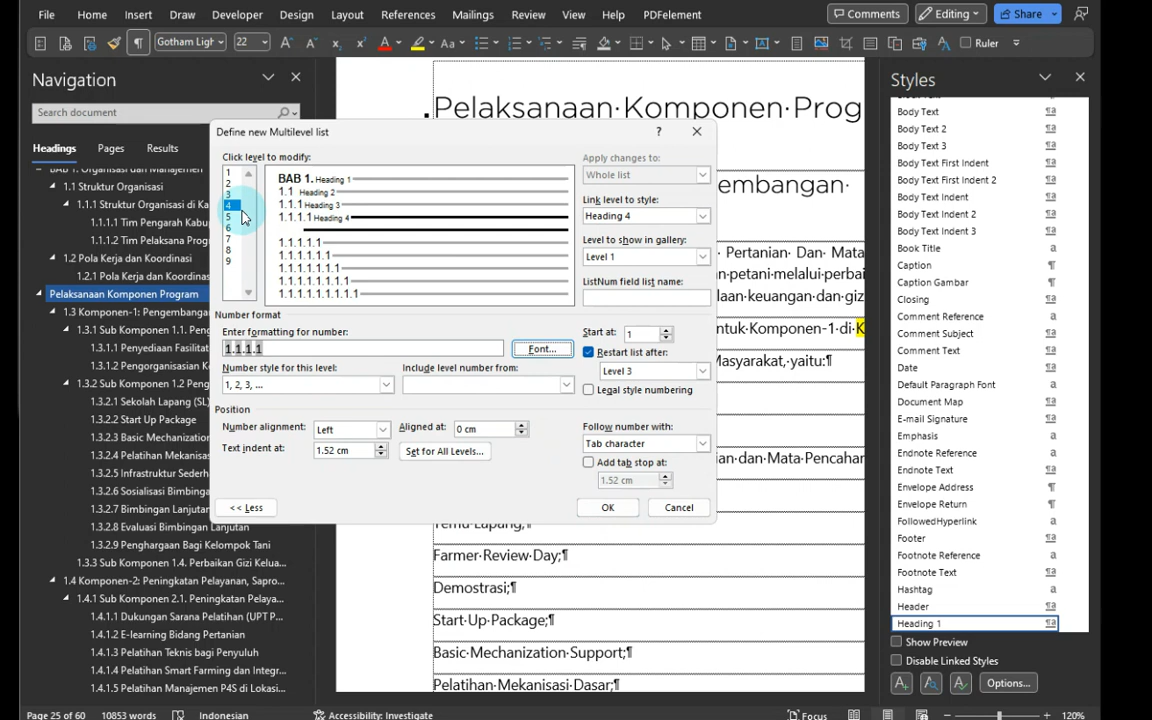 File Home Insert Draw Developer Design Layout References Mailings Review View Help PDFelement Comments Editing Share
Gotham Ligh 22 Ruler
Navigation
Search document
Headings Pages Results
BAB 1. Organisasi dan Manajemen
1.1 Struktur Organisasi
1.1.1 Struktur Organisasi di Ka
1.1.1.1 Tim Pengarah Kabu
1.1.1.2 Tim Pelaksana Progr
1.2 Pola Kerja dan Koordinasi
1.2.1 Pola Kerja dan Koordinas
Pelaksanaan Komponen Program
1.3 Komponen-1: Pengembangan
1.3.1 Sub Komponen 1.1. Peng
1.3.1.1 Penyediaan Fasilitat
1.3.1.2 Pengorganisasian K
1.3.2 Sub Komponen 1.2 Peng
1.3.2.1 Sekolah Lapang (SL)
1.3.2.2 Start Up Package
1.3.2.3 Basic Mechanization
1.3.2.4 Pelatihan Mekanisas
1.3.2.5 Infrastruktur Sederh
1.3.2.6 Sosialisasi Bimbinga
1.3.2.7 Bimbingan Lanjutan
1.3.2.8 Evaluasi Bimbingan Lanjutan
1.3.2.9 Penghargaan Bagi Kelompok Tani
1.3.3 Sub Komponen 1.4. Perbaikan Gizi Kelua...
1.4 Komponen-2: Peningkatan Pelayanan, Sapro...
1.4.1 Sub Komponen 2.1. Peningkatan Pelaya...
1.4.1.1 Dukungan Sarana Pelatihan (UPT P...
1.4.1.2 E-learning Bidang Pertanian
1.4.1.3 Pelatihan Teknis bagi Penyuluh
1.4.1.4 Pelatihan Smart Farming dan Integr...
1.4.1.5 Pelatihan Manajemen P4S di Lokasi...
Define new Multilevel list ?
Click level to modify:
1
2
3
4
5
6
7
8
9
BAB 1. Heading 1
1.1 Heading 2
1.1.1 Heading 3
1.1.1.1 Heading 4
1.1.1.1.1
1.1.1.1.1.1
1.1.1.1.1.1.1
1.1.1.1.1.1.1.1
1.1.1.1.1.1.1.1.1
Apply changes to:
Whole list
Link level to style:
Heading 4
Level to show in gallery:
Level 1
ListNum field list name:
Number format
Enter formatting for number:
1.1.1.1 Font...
Number style for this level: Include level number from:
1, 2, 3, ...
Start at: 1
Restart list after:
Level 3
Legal style numbering
Position
Number alignment: Left Aligned at: 0 cm
Text indent at: 1.52 cm Set for All Levels...
Follow number with:
Tab character
Add tab stop at:
1.52 cm
<< Less OK Cancel
Pelaksanaan·Komponen·Prog
embangan·
Pertanian·Dan·Mata
n·petani·melalui·perbai
laan·keuangan·dan·giz
ntuk·Komponen-1·di·K
Masyarakat,·yaitu:¶
ian·dan·Mata·Pencahar
Temu·Lapang;¶
Farmer·Review·Day;¶
Demostrasi;¶
Start·Up·Package;¶
Basic·Mechanization·Support;¶
Pelatihan·Mekanisasi·Dasar;¶
Styles
Body Text ¶a
Body Text 2 ¶a
Body Text 3 ¶a
Body Text First Indent ¶a
Body Text First Indent 2 ¶a
Body Text Indent ¶a
Body Text Indent 2 ¶a
Body Text Indent 3 ¶a
Book Title a
Caption ¶a
Caption Gambar ¶a
Closing ¶a
Comment Reference a
Comment Subject ¶a
Comment Text ¶a
Date ¶a
Default Paragraph Font a
Document Map ¶a
E-mail Signature ¶a
Emphasis a
Endnote Reference a
Endnote Text ¶a
Envelope Address ¶
Envelope Return ¶
FollowedHyperlink a
Footer ¶a
Footnote Reference a
Footnote Text ¶a
Hashtag a
Header ¶a
Heading 1 ¶a
Show Preview
Disable Linked Styles
Options...
Page 25 of 60 10853 words Indonesian Accessibility: Investigate Focus 120%